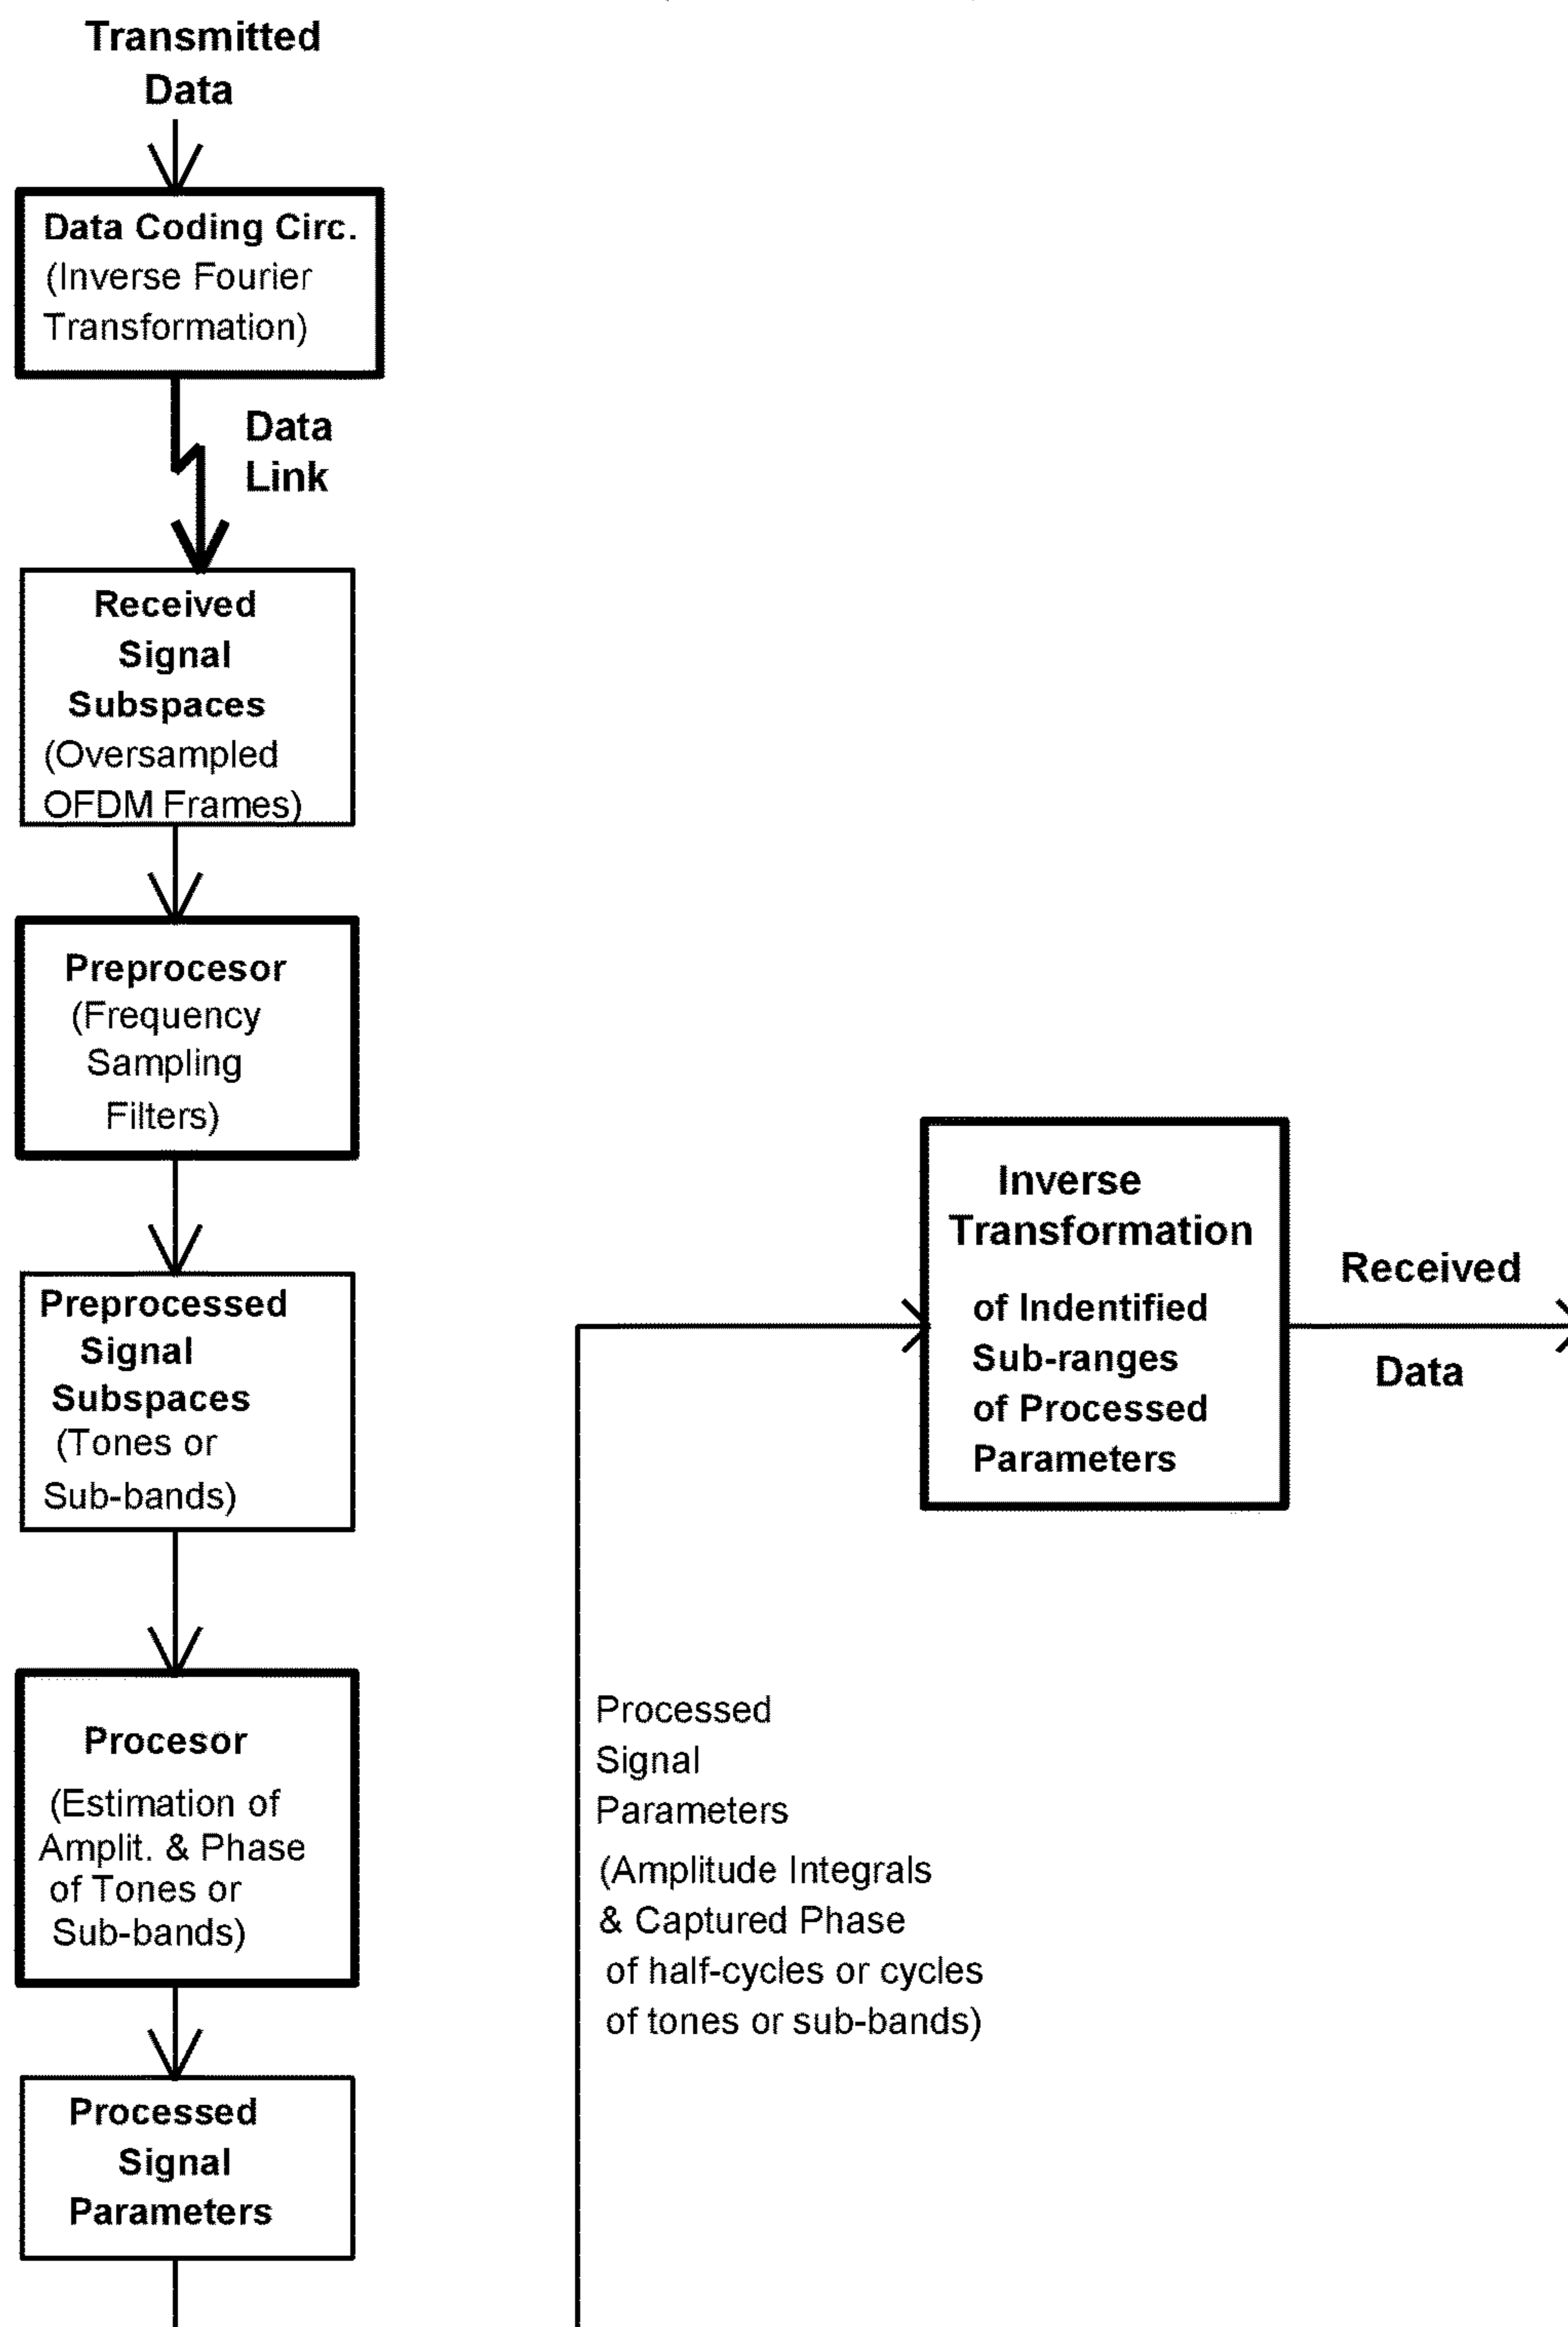 Transmitted
Data
Data Coding Circ.
(Inverse Fourier
Transformation)
Data
Link
Received
Signal
Subspaces
(Oversampled
OFDM Frames)
Preprocesor
(Frequency
Sampling
Filters)
Preprocessed
Signal
Subspaces
(Tones or
Sub-bands)
Procesor
(Estimation of
Amplit. & Phase
of Tones or
Sub-bands)
Processed
Signal
Parameters
Processed
Signal
Parameters
(Amplitude Integrals
& Captured Phase
of half-cycles or cycles
of tones or sub-bands)
Inverse
Transformation
of Indentified
Sub-ranges
of Processed
Parameters
Received
Data